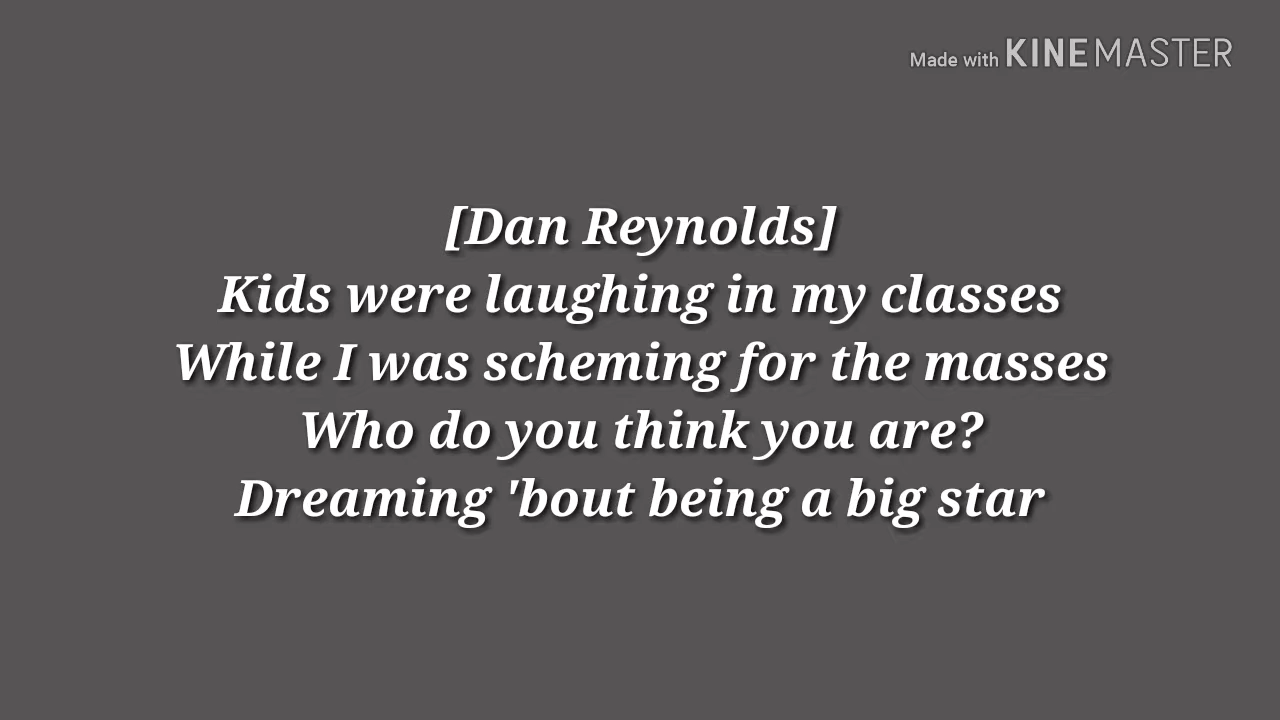 Made with KINEMASTER
[Dan Reynolds]
Kids were laughing in my classes
While I was scheming for the masses
Who do you think you are?
Dreaming 'bout being a big star